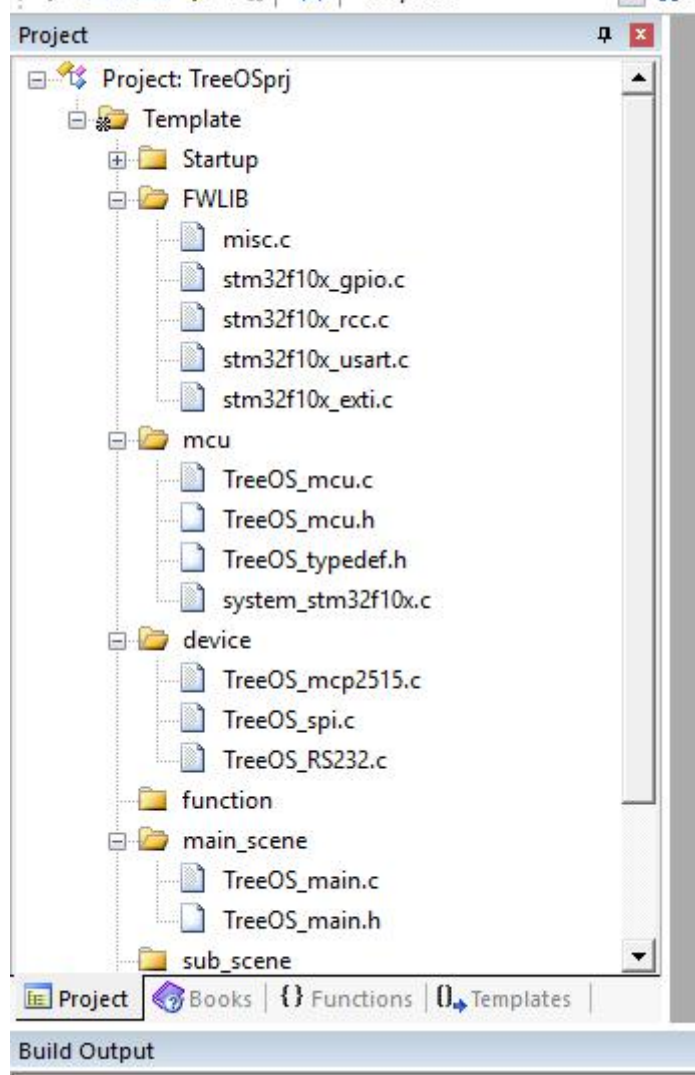 Project
Project: TreeOSprj
Template
Startup
FWLIB
misc.c
stm32f10x_gpio.c
stm32f10x_rcc.c
stm32f10x_usart.c
stm32f10x_exti.c
mcu
TreeOS_mcu.c
TreeOS_mcu.h
TreeOS_typedef.h
system_stm32f10x.c
device
TreeOS_mcp2515.c
TreeOS_spi.c
TreeOS_RS232.c
function
main_scene
TreeOS_main.c
TreeOS_main.h
sub_scene
Project Books {} Functions Templates
Build Output